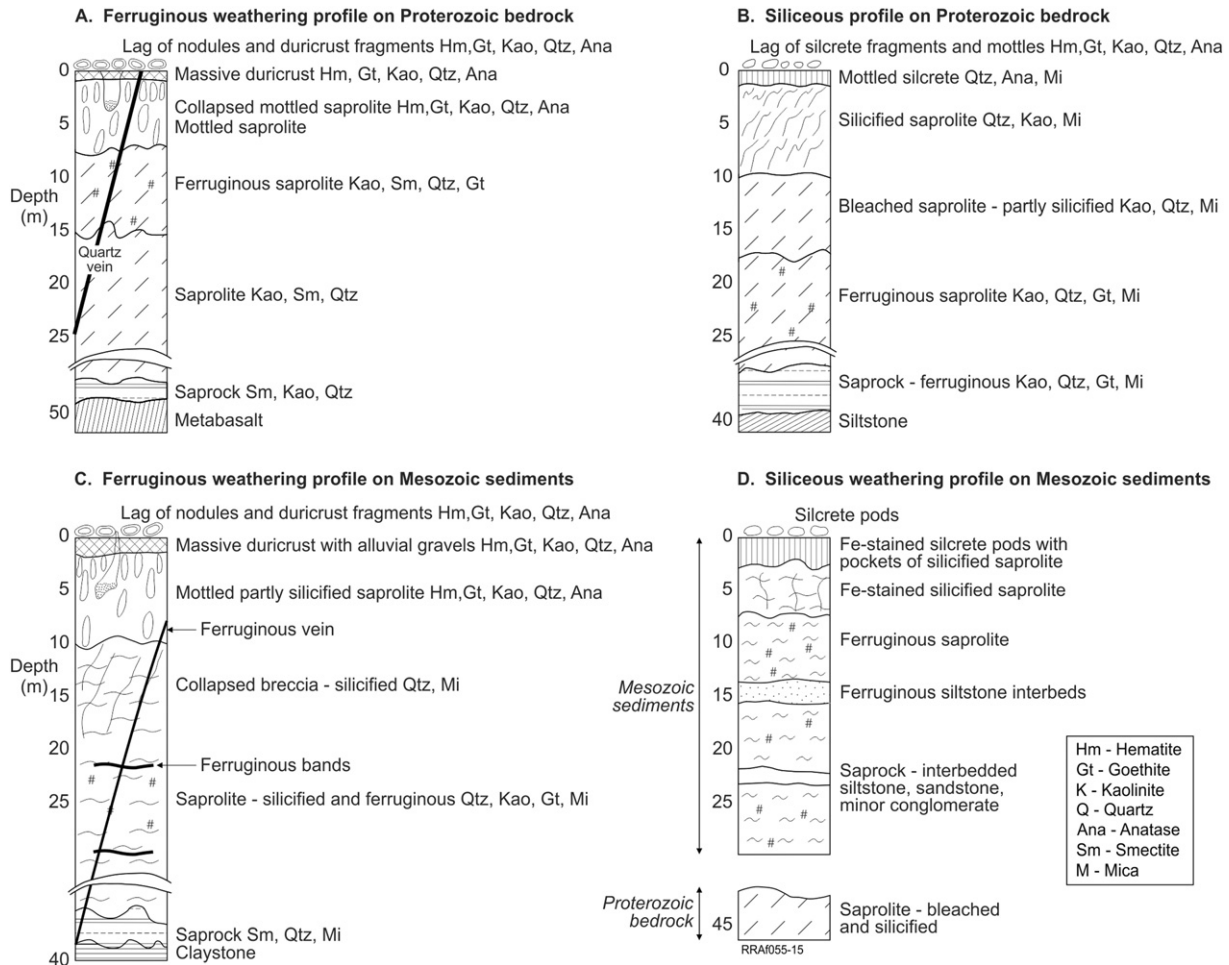 A. Ferruginous weathering profile on Proterozoic bedrock
Lag of nodules and duricrust fragments Hm,Gt, Kao, Qtz, Ana
0
Massive duricrust Hm, Gt, Kao, Qtz, Ana
Collapsed mottled saprolite Hm,Gt, Kao, Qtz, Ana
5
Mottled saprolite
#
10
Ferruginous saprolite Kao, Sm, Qtz, Gt
# #
Depth
(m)
#
15
Quartz
vein
20
Saprolite Kao, Sm, Qtz
25
Saprock Sm, Kao, Qtz
50
Metabasalt
B. Siliceous profile on Proterozoic bedrock
Lag of silcrete fragments and mottles Hm,Gt, Kao, Qtz, Ana
0
Mottled silcrete Qtz, Ana, Mi
5
Silicified saprolite Qtz, Kao, Mi
10
Bleached saprolite - partly silicified Kao, Qtz, Mi
15
#
20
Ferruginous saprolite Kao, Qtz, Gt, Mi
# #
#
25
Saprock - ferruginous Kao, Qtz, Gt, Mi
40
Siltstone
C. Ferruginous weathering profile on Mesozoic sediments
Lag of nodules and duricrust fragments Hm,Gt, Kao, Qtz, Ana
0
Massive duricrust with alluvial gravels Hm,Gt, Kao, Qtz, Ana
5
Mottled partly silicified saprolite Hm,Gt, Kao, Qtz, Ana
Ferruginous vein
10
Depth
(m)
Collapsed breccia - silicified Qtz, Mi
15
20
Ferruginous bands
# #
Saprolite - silicified and ferruginous Qtz, Kao, Gt, Mi
25
#
#
Saprock Sm, Qtz, Mi
Claystone
40
D. Siliceous weathering profile on Mesozoic sediments
Silcrete pods
0
Fe-stained silcrete pods with
pockets of silicified saprolite
5
Fe-stained silicified saprolite
#
10
Ferruginous saprolite
# #
#
Mesozoic
sediments
15
Ferruginous siltstone interbeds
#
#
20
Saprock - interbedded
siltstone, sandstone,
minor conglomerate
25
# #
#
Proterozoic
bedrock
45
Saprolite - bleached
and silicified
RRAf055-15
Hm - Hematite
Gt - Goethite
K - Kaolinite
Q - Quartz
Ana - Anatase
Sm - Smectite
M - Mica